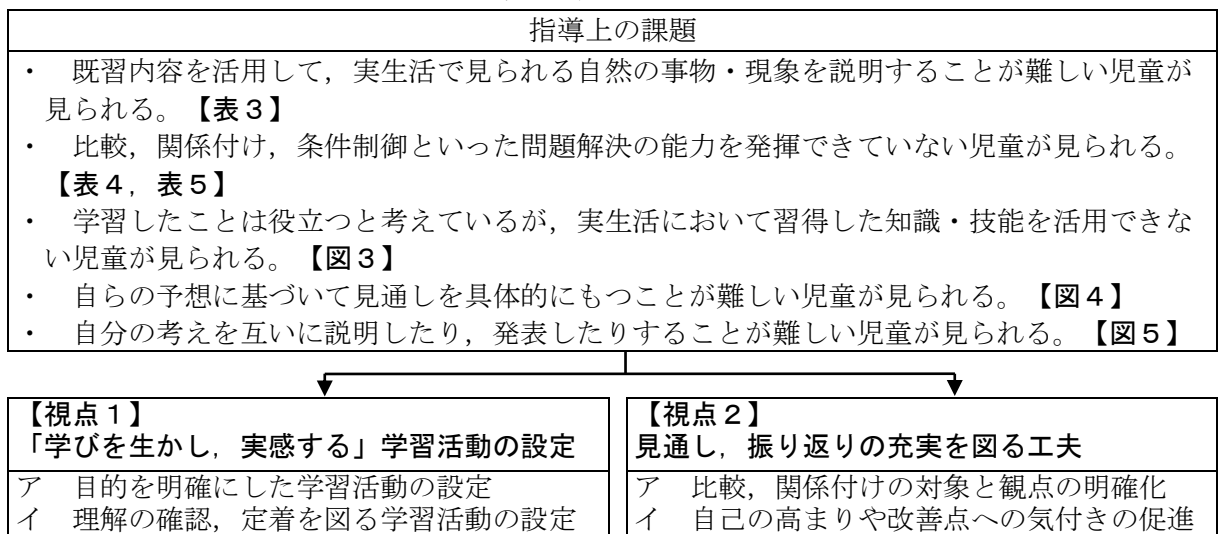 指導上の課題
・　既習内容を活用して，実生活で見られる自然の事物・現象を説明することが難しい児童が
見られる。【表３】
・　比較，関係付け，条件制御といった問題解決の能力を発揮できていない児童が見られる。
【表４，表５】
・　学習したことは役立つと考えているが，実生活において習得した知識・技能を活用できな
い児童が見られる。【図３】
・　自らの予想に基づいて見通しを具体的にもつことが難しい児童が見られる。【図４】
・　自分の考えを互いに説明したり，発表したりすることが難しい児童が見られる。【図５】
【視点１】
「学びを生かし，実感する」学習活動の設定
ア　目的を明確にした学習活動の設定
イ　理解の確認，定着を図る学習活動の設定
【視点２】
見通し，振り返りの充実を図る工夫
ア　比較，関係付けの対象と観点の明確化
イ　自己の高まりや改善点への気付きの促進